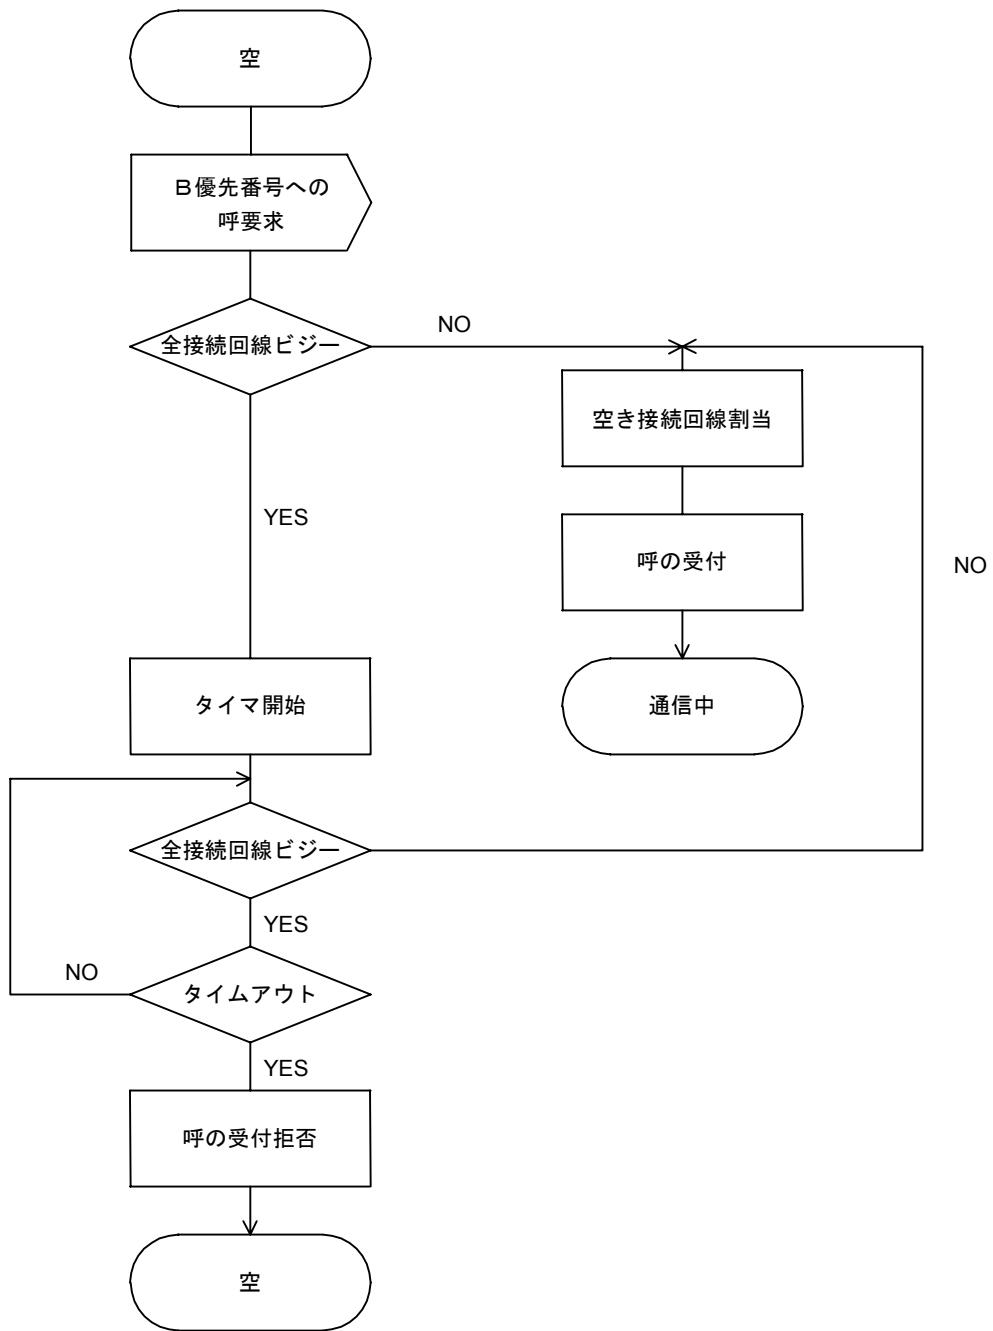 空
B優先番号への
呼要求
全接続回線ビジー
NO
空き接続回線割当
YES
呼の受付
NO
タイマ開始
通信中
全接続回線ビジー
YES
NO
タイムアウト
YES
呼の受付拒否
空